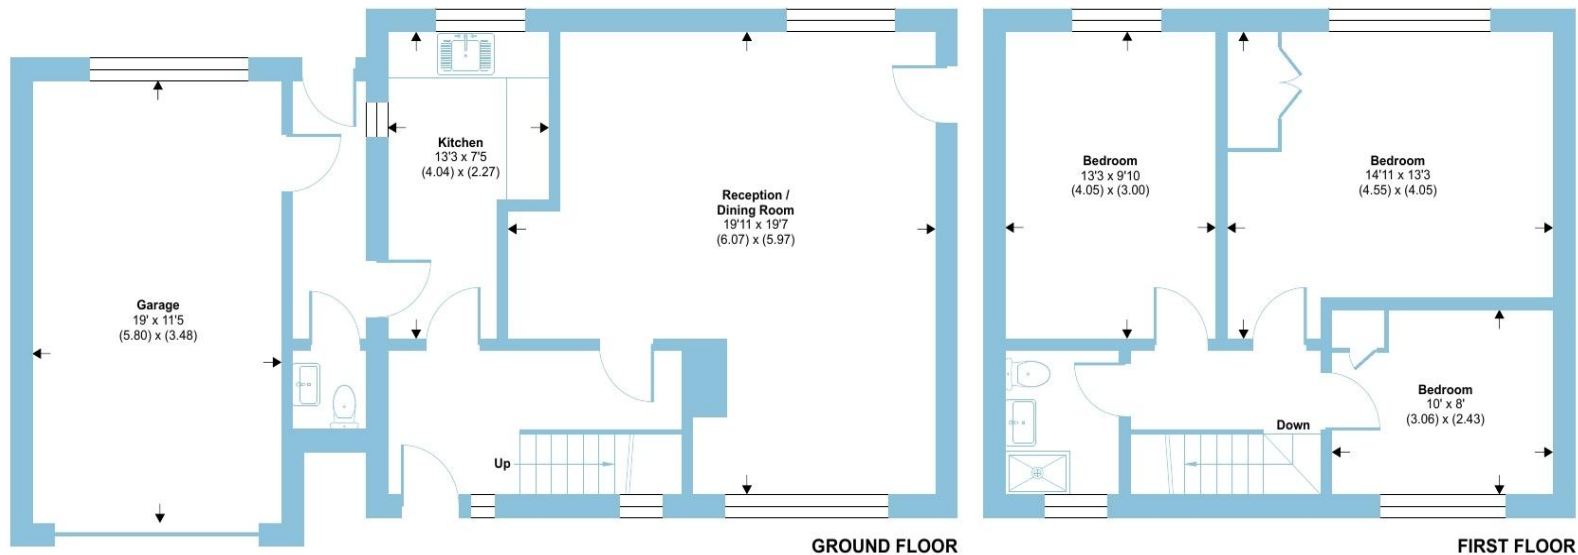 Garage
19' x 11'5
(5.80) x (3.48)
Kitchen
13'3 x 7'5
(4.04) x (2.27)
Reception /
Dining Room
19'11 x 19'7
(6.07) x (5.97)
Up
GROUND FLOOR
Bedroom
13'3 x 9'10
(4.05) x (3.00)
Bedroom
14'11 x 13'3
(4.55) x (4.05)
Bedroom
10' x 8'
(3.06) x (2.43)
Down
FIRST FLOOR